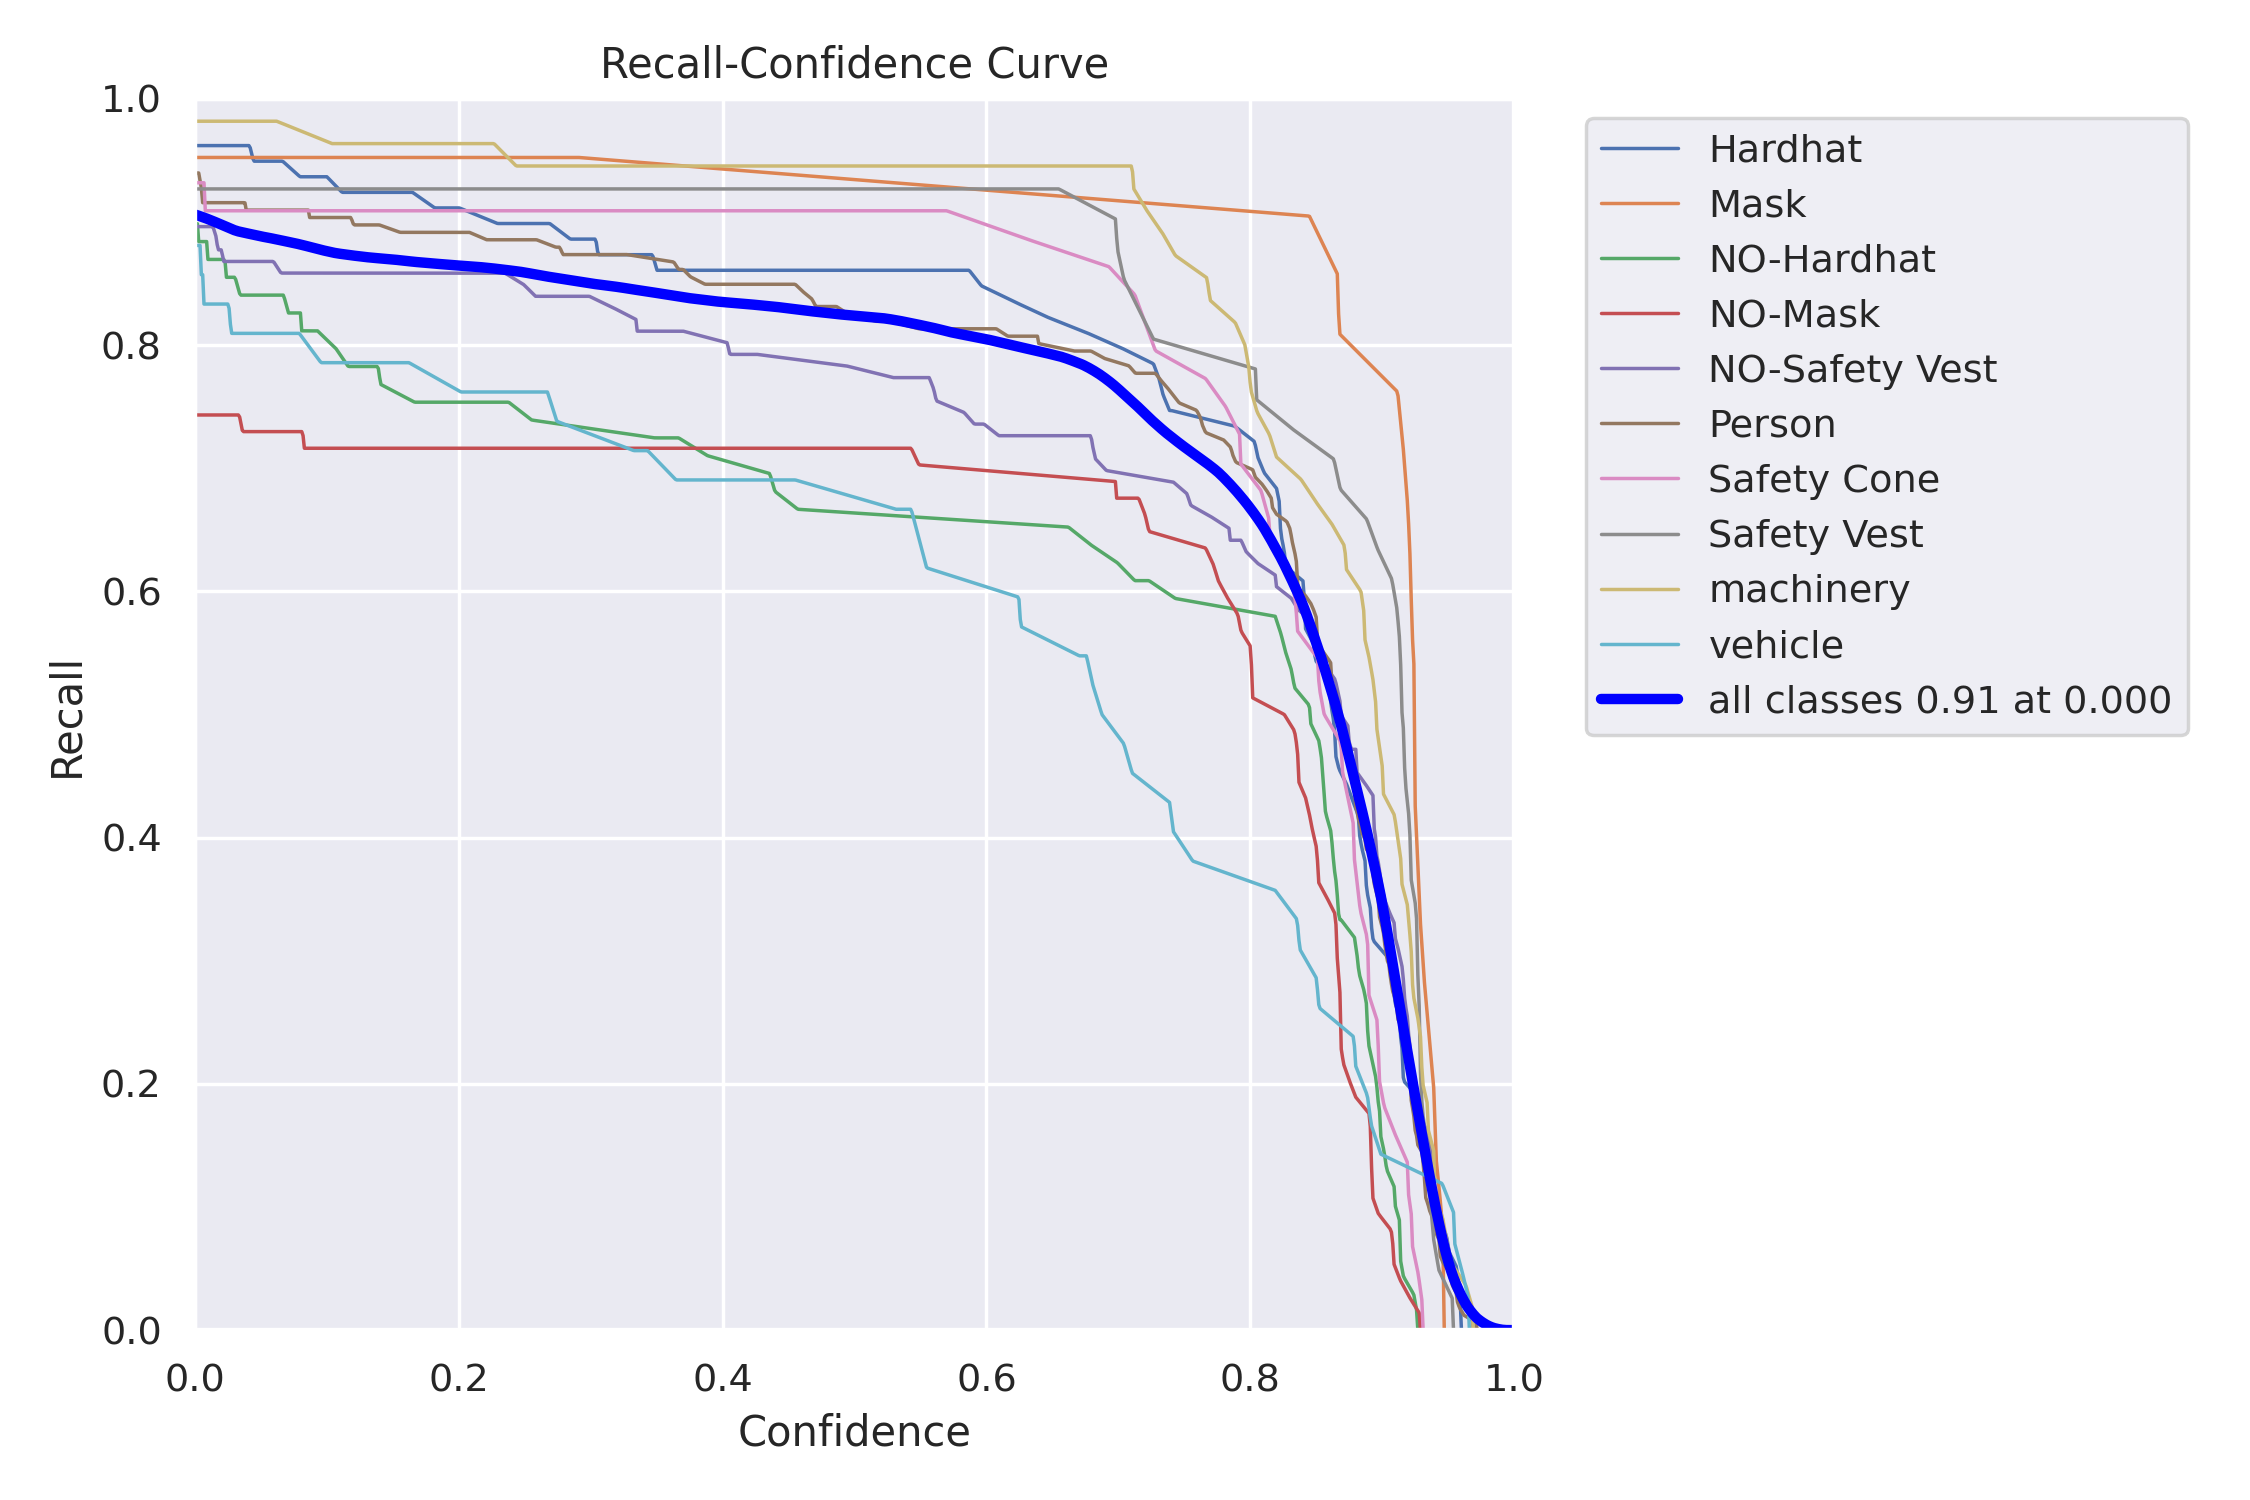 Recall-Confidence Curve
1.0
0.8
0.6
0.4
0.2
0.0
Recall
0.0 0.2 0.4 0.6 0.8 1.0
Confidence
Hardhat
Mask
NO-Hardhat
NO-Mask
NO-Safety Vest
Person
Safety Cone
Safety Vest
machinery
vehicle
all classes 0.91 at 0.000